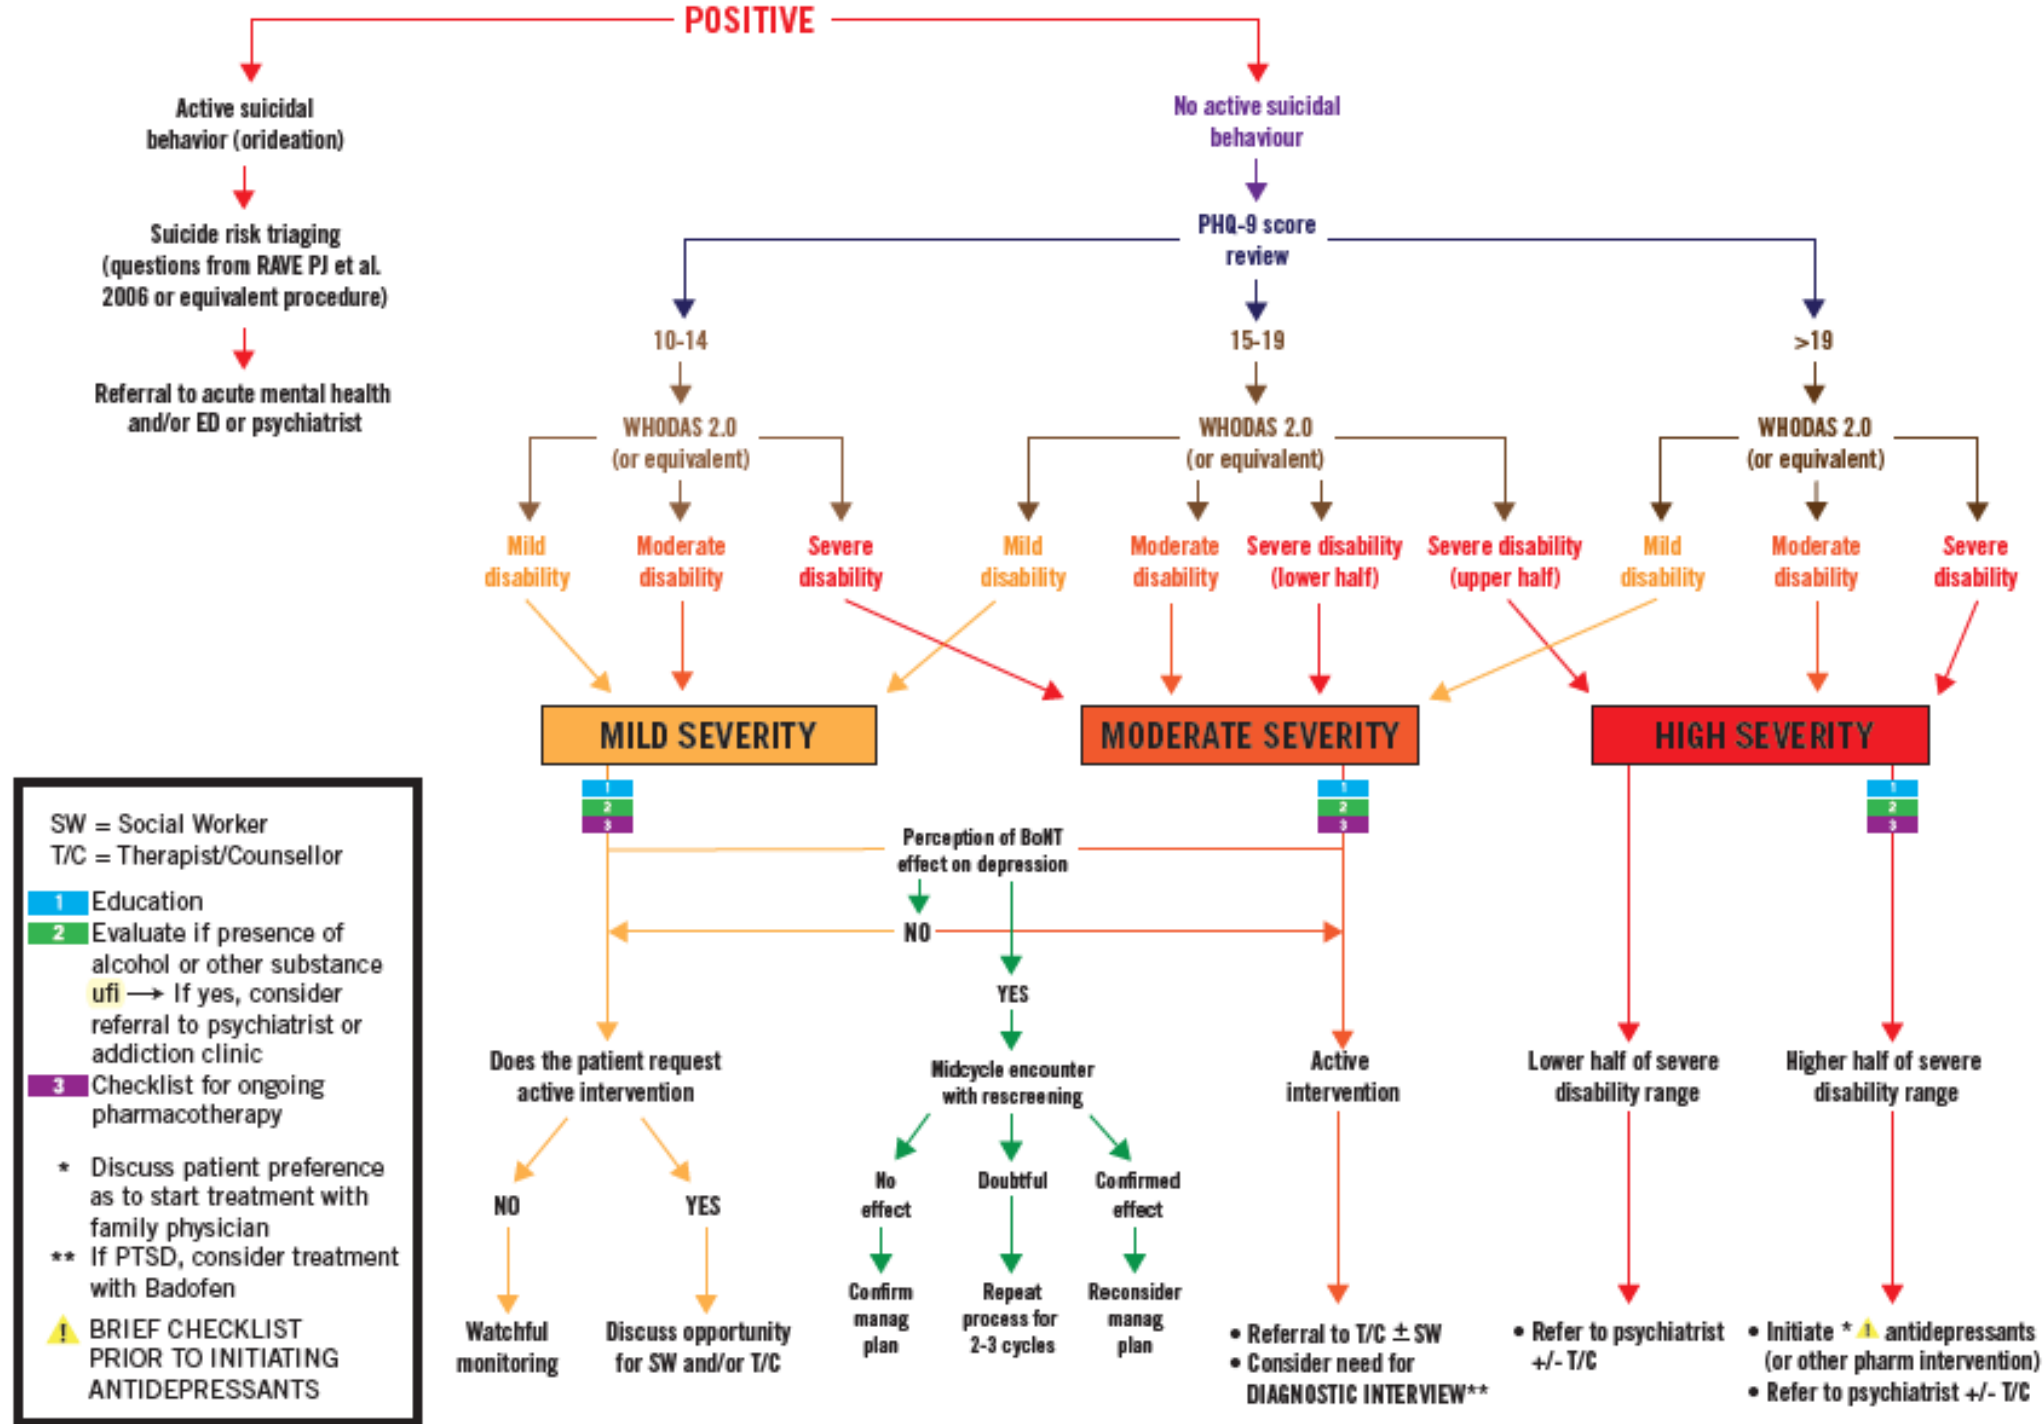 POSITIVE
Active suicidal
behavior (orideation)
Suicide risk triaging
(questions from RAVE PJ et al.
2006 or equivalent procedure)
Referral to acute mental health
and/or ED or psychiatrist
No active suicidal
behaviour
PHQ-9 score
review
10-14
15-19
>19
WHODAS 2.0
(or equivalent)
WHODAS 2.0
(or equivalent)
WHODAS 2.0
(or equivalent)
Mild
disability
Moderate
disability
Severe
disability
Mild
disability
Moderate
disability
Severe disability
(lower half)
Severe disability
(upper half)
Mild
disability
Moderate
disability
Severe
disability
MILD SEVERITY
MODERATE SEVERITY
HIGH SEVERITY
1
2
3
1
2
3
1
2
3
Perception of BoNT
effect on depression
NO
YES
Does the patient request
active intervention
NO
YES
Watchful
monitoring
Discuss opportunity
for SW and/or T/C
Nidcycle encounter
with rescreening
No
effect
Doubtful
Confirmed
effect
Confirm
manag
plan
Repeat
process for
2-3 cycles
Reconsider
manag
plan
Active
intervention
• Referral to T/C ± SW
• Consider need for
DIAGNOSTIC INTERVIEW**
Lower half of severe
disability range
• Refer to psychiatrist
+/- T/C
Higher half of severe
disability range
• Initiate * ! antidepressants
(or other pharm intervention)
• Refer to psychiatrist +/- T/C
SW = Social Worker
T/C = Therapist/Counsellor
1 Education
2 Evaluate if presence of
alcohol or other substance
ufi → If yes, consider
referral to psychiatrist or
addiction clinic
3 Checklist for ongoing
pharmacotherapy
* Discuss patient preference
as to start treatment with
family physician
** If PTSD, consider treatment
with Badofen
! BRIEF CHECKLIST
PRIOR TO INITIATING
ANTIDEPRESSANTS